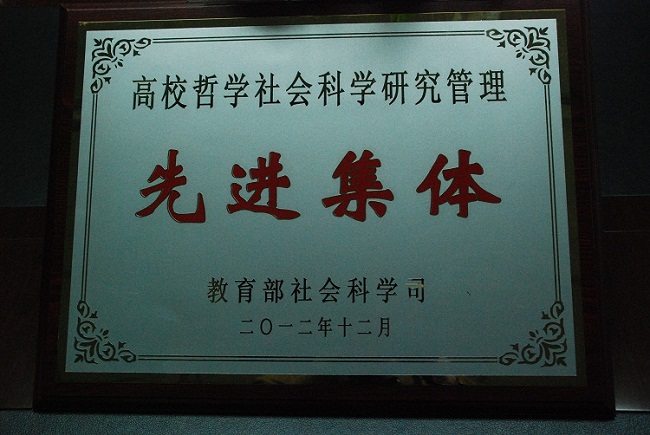 高校哲学社会科学研究管理
先进集体
教育部社会科学司
二〇一二年十二月